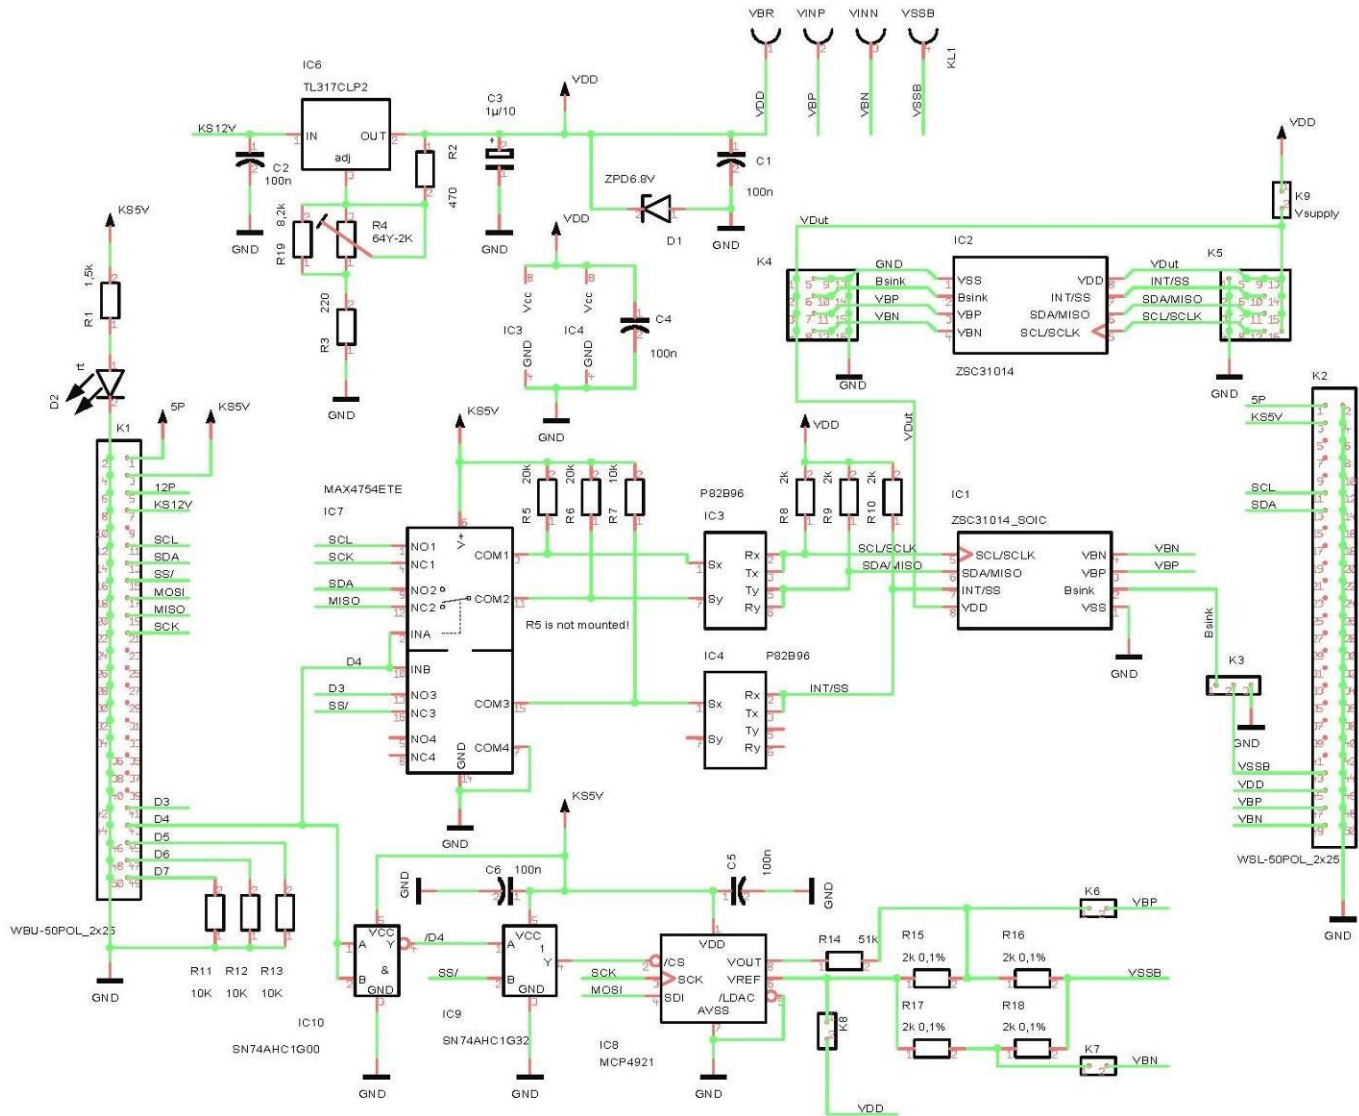 VBR VINP VINN VSSB
1 2 3 4
KL1
VDD VBP VBN VSSB
IC6
TL317CLP2
KS12V
IN OUT
adj
1 2 3
C2
100n
GND
R2
470
C3
1µ/10
VDD
GND
ZPD6.8V
D1
C1
100n
GND
8,2k
R19
R4
64Y-2K
220
R3
GND
KS5V
1,5k
R1
rt
D2
VDD
8 8
Vcc Vcc
IC3 IC4
GND GND
4 4
C4
100n
GND
VDD
K9
Vsupply
VDut
K4
IC2
K5
GND
Bsink
VBP
VBN
VSS VDD
Bsink INT/SS
VBP SDA/MISO
VBN SCL/SCLK
VDut
INT/SS
SDA/MISO
SCL/SCLK
ZSC31014
GND
GND
K2
5P
KS5V
SCL
SDA
VSSB
VDD
VBP
VBN
WSL-50POL_2x25
GND
K1
5P
KS5V
12P
KS12V
SCL
SDA
SS/
MOSI
MISO
SCK
D3
D4
D5
D6
D7
WBU-50POL_2x25
GND
R11 R12 R13
10K 10K 10K
MAX4754ETE
IC7
KS5V
SCL
SCK
SDA
MISO
D4
D3
SS/
V+
NO1
NC1
NO2
NC2
INA
INB
NO3
NC3
NO4
NC4
COM1
COM2
COM3
COM4
GND
GND
20k 20k 10k
R5 R6 R7
R5 is not mounted!
P82B96
IC3
Sx
Sy
Rx
Tx
Ty
Ry
IC4
P82B96
Sx
Sy
Rx
Tx
Ty
Ry
INT/SS
VDD
VDut
2k 2k 2k
R8 R9 R10
SCL/SCLK
SDA/MISO
IC1
ZSC31014_SOIC
SCL/SCLK
SDA/MISO
INT/SS
VDD
VBN
VBP
Bsink
VSS
VBN
VBP
GND
Bsink
K3
GND
KS5V
GND
C6
100n
C5
100n
GND
VCC
A Y
B &
GND
/D4
IC10
SN74AHC1G00
GND
SS/
VCC
A 1
Y
B
GND
IC9
SN74AHC1G32
GND
SCK
MOSI
VDD
/CS VOUT
SCK VREF
SDI /LDAC
AVSS
IC8
MCP4921
GND
R14 51k
R15 R16
2k 0,1% 2k 0,1%
R17 R18
2k 0,1% 2k 0,1%
K6
VBP
VSSB
K7
VBN
K8
VDD